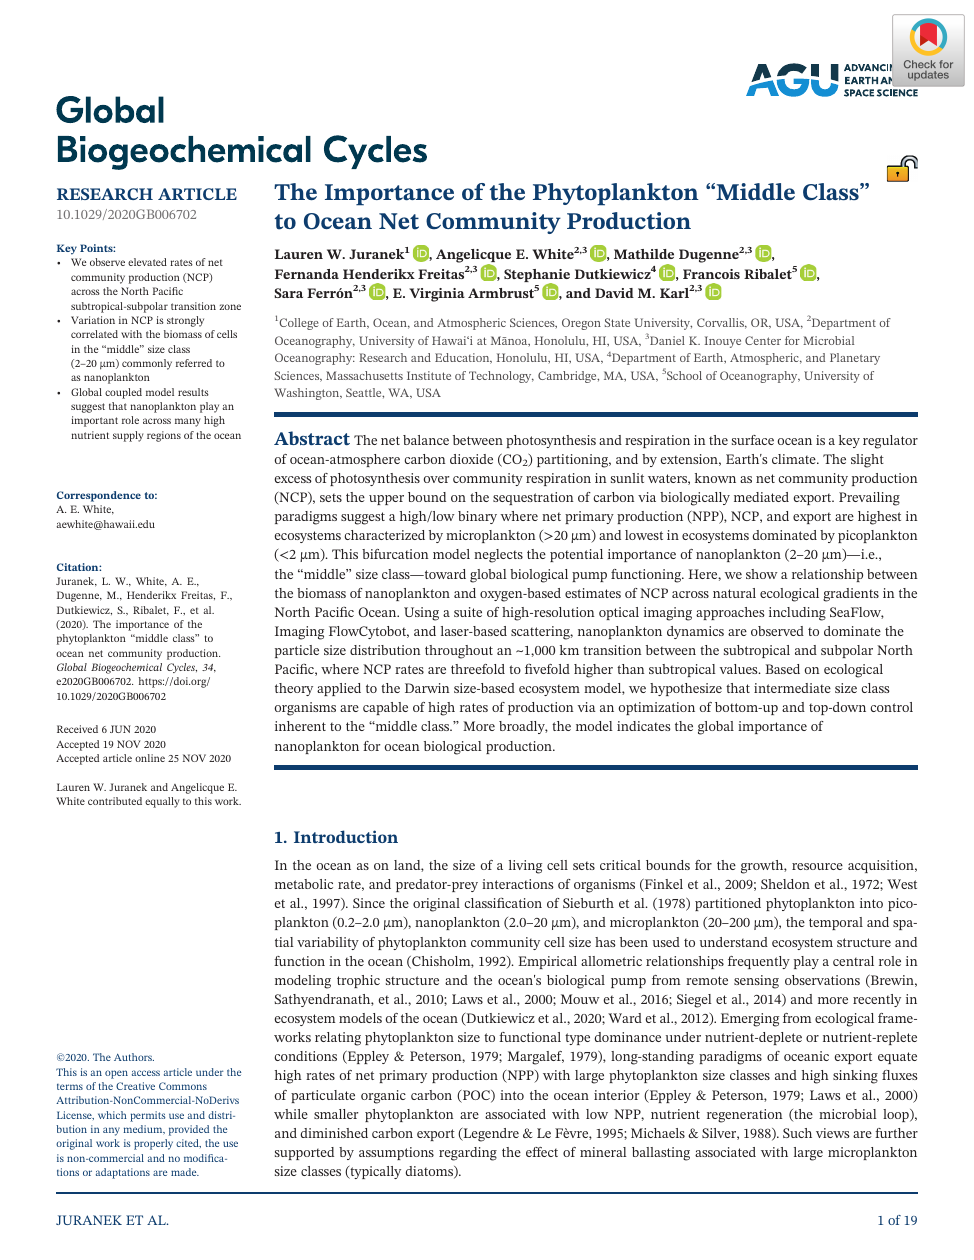 Check for
updates
AGU
ADVANCIN
EARTH AN
SPACE SCIENCE
Global
Biogeochemical Cycles
RESEARCH ARTICLE
10.1029/2020GB006702
Key Points:
• We observe elevated rates of net
community production (NCP)
across the North Pacific
subtropical-subpolar transition zone
• Variation in NCP is strongly
correlated with the biomass of cells
in the “middle” size class
(2–20 μm) commonly referred to
as nanoplankton
• Global coupled model results
suggest that nanoplankton play an
important role across many high
nutrient supply regions of the ocean
Correspondence to:
A. E. White,
aewhite@hawaii.edu
Citation:
Juranek, L. W., White, A. E.,
Dugenne, M., Henderikx Freitas, F.,
Dutkiewicz, S., Ribalet, F., et al.
(2020). The importance of the
phytoplankton “middle class” to
ocean net community production.
Global Biogeochemical Cycles, 34,
e2020GB006702. https://doi.org/
10.1029/2020GB006702
Received 6 JUN 2020
Accepted 19 NOV 2020
Accepted article online 25 NOV 2020
Lauren W. Juranek and Angelicque E.
White contributed equally to this work.
©2020. The Authors.
This is an open access article under the
terms of the Creative Commons
Attribution-NonCommercial-NoDerivs
License, which permits use and distri-
bution in any medium, provided the
original work is properly cited, the use
is non-commercial and no modifica-
tions or adaptations are made.
The Importance of the Phytoplankton “Middle Class”
to Ocean Net Community Production
Lauren W. Juranek1 iD, Angelicque E. White2,3 iD, Mathilde Dugenne2,3 iD,
Fernanda Henderikx Freitas2,3 iD, Stephanie Dutkiewicz4 iD, Francois Ribalet5 iD,
Sara Ferrón2,3 iD, E. Virginia Armbrust5 iD, and David M. Karl2,3 iD
1College of Earth, Ocean, and Atmospheric Sciences, Oregon State University, Corvallis, OR, USA, 2Department of
Oceanography, University of Hawai‘i at Mānoa, Honolulu, HI, USA, 3Daniel K. Inouye Center for Microbial
Oceanography: Research and Education, Honolulu, HI, USA, 4Department of Earth, Atmospheric, and Planetary
Sciences, Massachusetts Institute of Technology, Cambridge, MA, USA, 5School of Oceanography, University of
Washington, Seattle, WA, USA
Abstract The net balance between photosynthesis and respiration in the surface ocean is a key regulator
of ocean-atmosphere carbon dioxide (CO2) partitioning, and by extension, Earth's climate. The slight
excess of photosynthesis over community respiration in sunlit waters, known as net community production
(NCP), sets the upper bound on the sequestration of carbon via biologically mediated export. Prevailing
paradigms suggest a high/low binary where net primary production (NPP), NCP, and export are highest in
ecosystems characterized by microplankton (>20 μm) and lowest in ecosystems dominated by picoplankton
(<2 μm). This bifurcation model neglects the potential importance of nanoplankton (2–20 μm)—i.e.,
the “middle” size class—toward global biological pump functioning. Here, we show a relationship between
the biomass of nanoplankton and oxygen-based estimates of NCP across natural ecological gradients in the
North Pacific Ocean. Using a suite of high-resolution optical imaging approaches including SeaFlow,
Imaging FlowCytobot, and laser-based scattering, nanoplankton dynamics are observed to dominate the
particle size distribution throughout an ~1,000 km transition between the subtropical and subpolar North
Pacific, where NCP rates are threefold to fivefold higher than subtropical values. Based on ecological
theory applied to the Darwin size-based ecosystem model, we hypothesize that intermediate size class
organisms are capable of high rates of production via an optimization of bottom-up and top-down control
inherent to the “middle class.” More broadly, the model indicates the global importance of
nanoplankton for ocean biological production.
1. Introduction
In the ocean as on land, the size of a living cell sets critical bounds for the growth, resource acquisition,
metabolic rate, and predator-prey interactions of organisms (Finkel et al., 2009; Sheldon et al., 1972; West
et al., 1997). Since the original classification of Sieburth et al. (1978) partitioned phytoplankton into pico-
plankton (0.2–2.0 μm), nanoplankton (2.0–20 μm), and microplankton (20–200 μm), the temporal and spa-
tial variability of phytoplankton community cell size has been used to understand ecosystem structure and
function in the ocean (Chisholm, 1992). Empirical allometric relationships frequently play a central role in
modeling trophic structure and the ocean's biological pump from remote sensing observations (Brewin,
Sathyendranath, et al., 2010; Laws et al., 2000; Mouw et al., 2016; Siegel et al., 2014) and more recently in
ecosystem models of the ocean (Dutkiewicz et al., 2020; Ward et al., 2012). Emerging from ecological frame-
works relating phytoplankton size to functional type dominance under nutrient-deplete or nutrient-replete
conditions (Eppley & Peterson, 1979; Margalef, 1979), long-standing paradigms of oceanic export equate
high rates of net primary production (NPP) with large phytoplankton size classes and high sinking fluxes
of particulate organic carbon (POC) into the ocean interior (Eppley & Peterson, 1979; Laws et al., 2000)
while smaller phytoplankton are associated with low NPP, nutrient regeneration (the microbial loop),
and diminished carbon export (Legendre & Le Fèvre, 1995; Michaels & Silver, 1988). Such views are further
supported by assumptions regarding the effect of mineral ballasting associated with large microplankton
size classes (typically diatoms).
JURANEK ET AL.
1 of 19